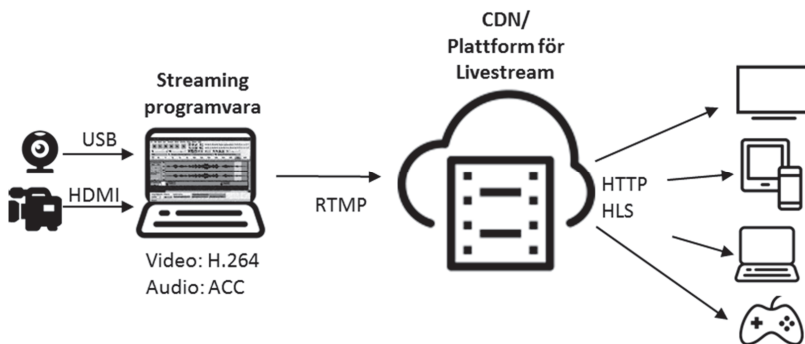 CDN/
Plattform för
Livestream
Streaming
programvara
USB
HDMI
RTMP
HTTP
HLS
Video: H.264
Audio: ACC